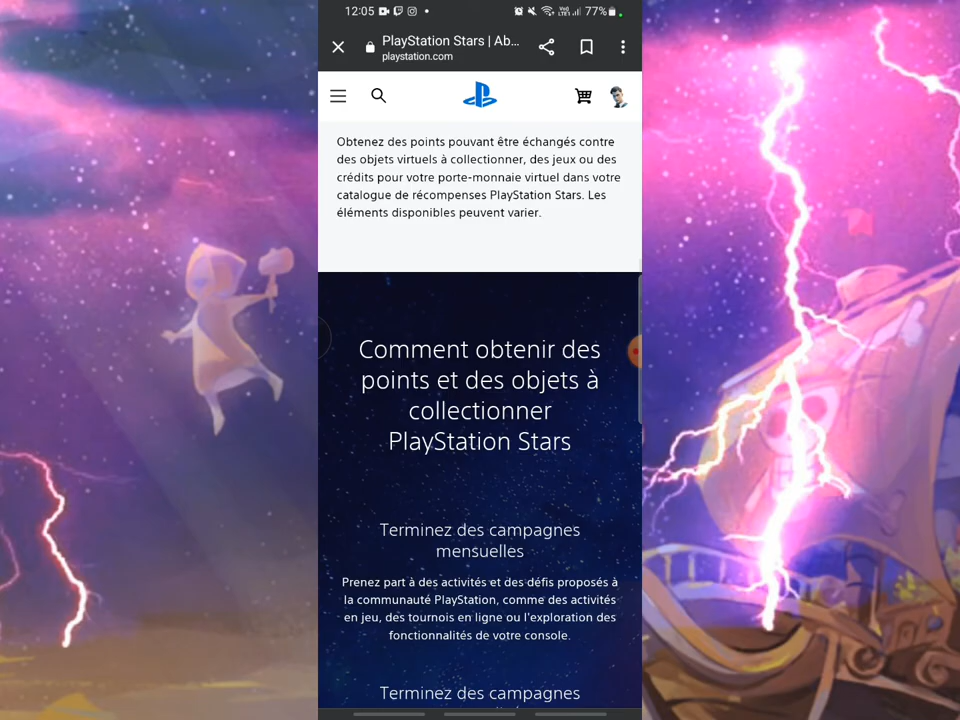 12:05
77%
PlayStation Stars | Ab...
playstation.com
Obtenez des points pouvant être échangés contre
des objets virtuels à collectionner, des jeux ou des
crédits pour votre porte-monnaie virtuel dans votre
catalogue de récompenses PlayStation Stars. Les
éléments disponibles peuvent varier.
Comment obtenir des
points et des objets à
collectionner
PlayStation Stars
Terminez des campagnes
mensuelles
Prenez part à des activités et des défis proposés à
la communauté PlayStation, comme des activités
en jeu, des tournois en ligne ou l'exploration des
fonctionnalités de votre console.
Terminez des campagnes